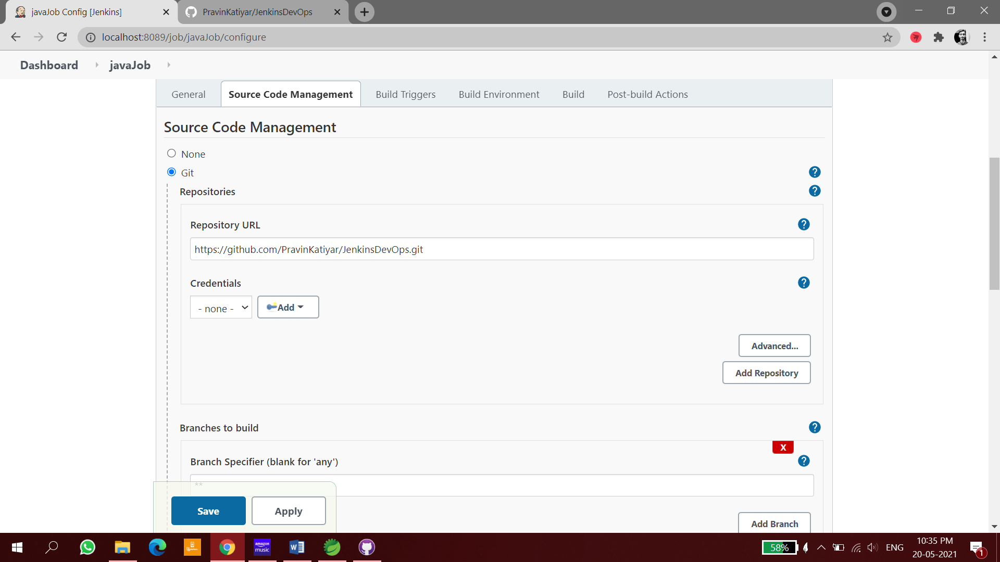 javaJob Config [Jenkins]
PravinKatiyar/JenkinsDevOps
localhost:8089/job/javaJob/configure
Dashboard
javaJob
General
Source Code Management
Build Triggers
Build Environment
Build
Post-build Actions
Source Code Management
None
Git
?
Repositories
?
Repository URL
?
https://github.com/PravinKatiyar/JenkinsDevOps.git
Credentials
?
- none -
Add
Advanced...
Add Repository
Branches to build
?
X
Branch Specifier (blank for 'any')
?
**
Save
Apply
Add Branch
amazon music
58%
ENG
10:35 PM
20-05-2021
1